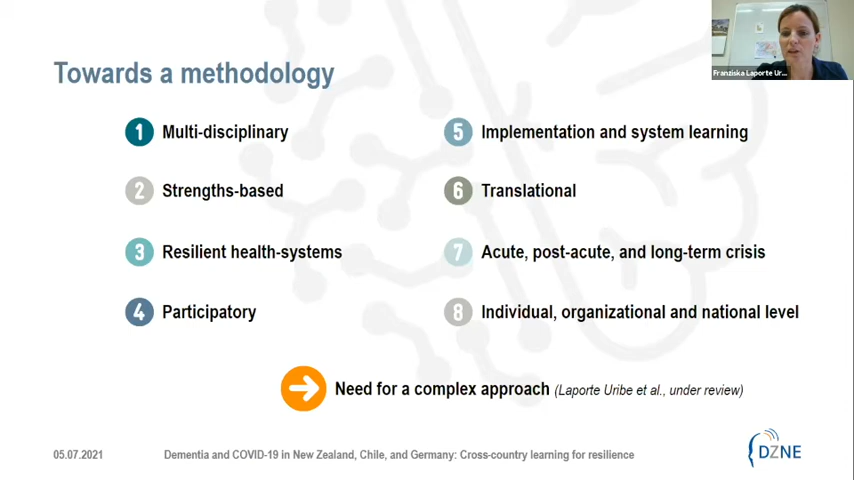 Franziska Laporte Ur...
Towards a methodology
1 Multi-disciplinary
2 Strengths-based
3 Resilient health-systems
4 Participatory
5 Implementation and system learning
6 Translational
7 Acute, post-acute, and long-term crisis
8 Individual, organizational and national level
Need for a complex approach (Laporte Uribe et al., under review)
05.07.2021
Dementia and COVID-19 in New Zealand, Chile, and Germany: Cross-country learning for resilience
DZNE